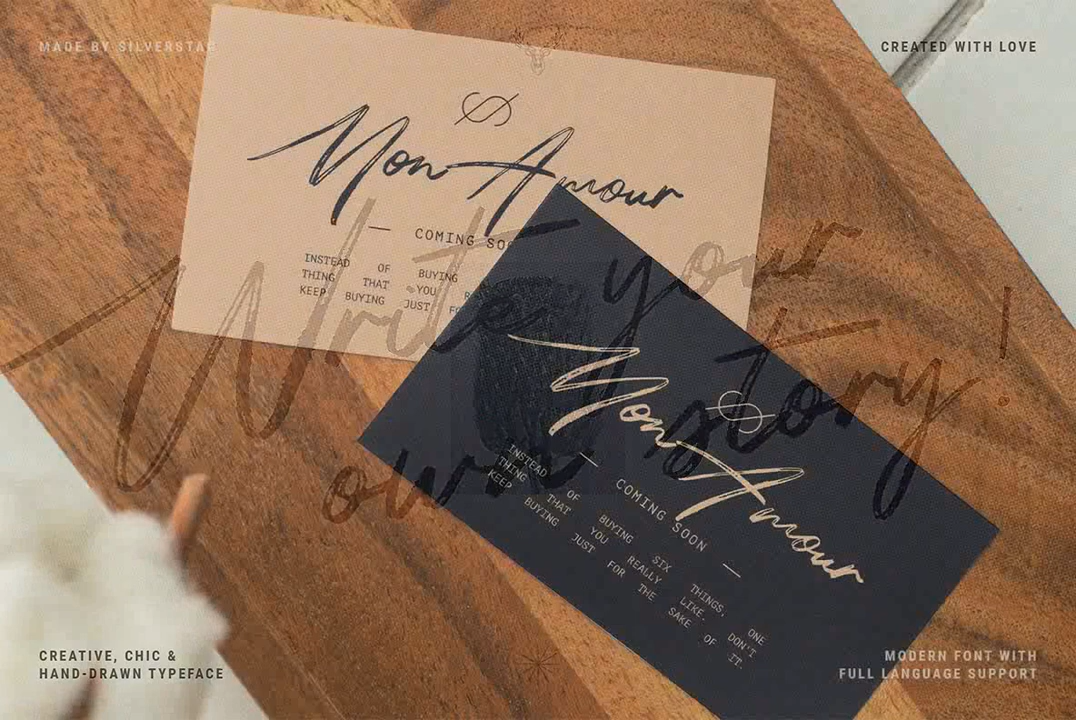 MADE BY SILVERSTAR
CREATED WITH LOVE
Mon Amour
— COMING SO
INSTEAD OF BUYING
THING THAT YOU R
KEEP BUYING JUST FO
Write your
own story!
Mon Amour
— COMING SOON —
INSTEAD OF BUYING SIX THINGS, ONE
THING THAT YOU REALLY LIKE. DON'T
KEEP BUYING JUST FOR THE SAKE OF IT.
CREATIVE, CHIC &
HAND-DRAWN TYPEFACE
MODERN FONT WITH
FULL LANGUAGE SUPPORT